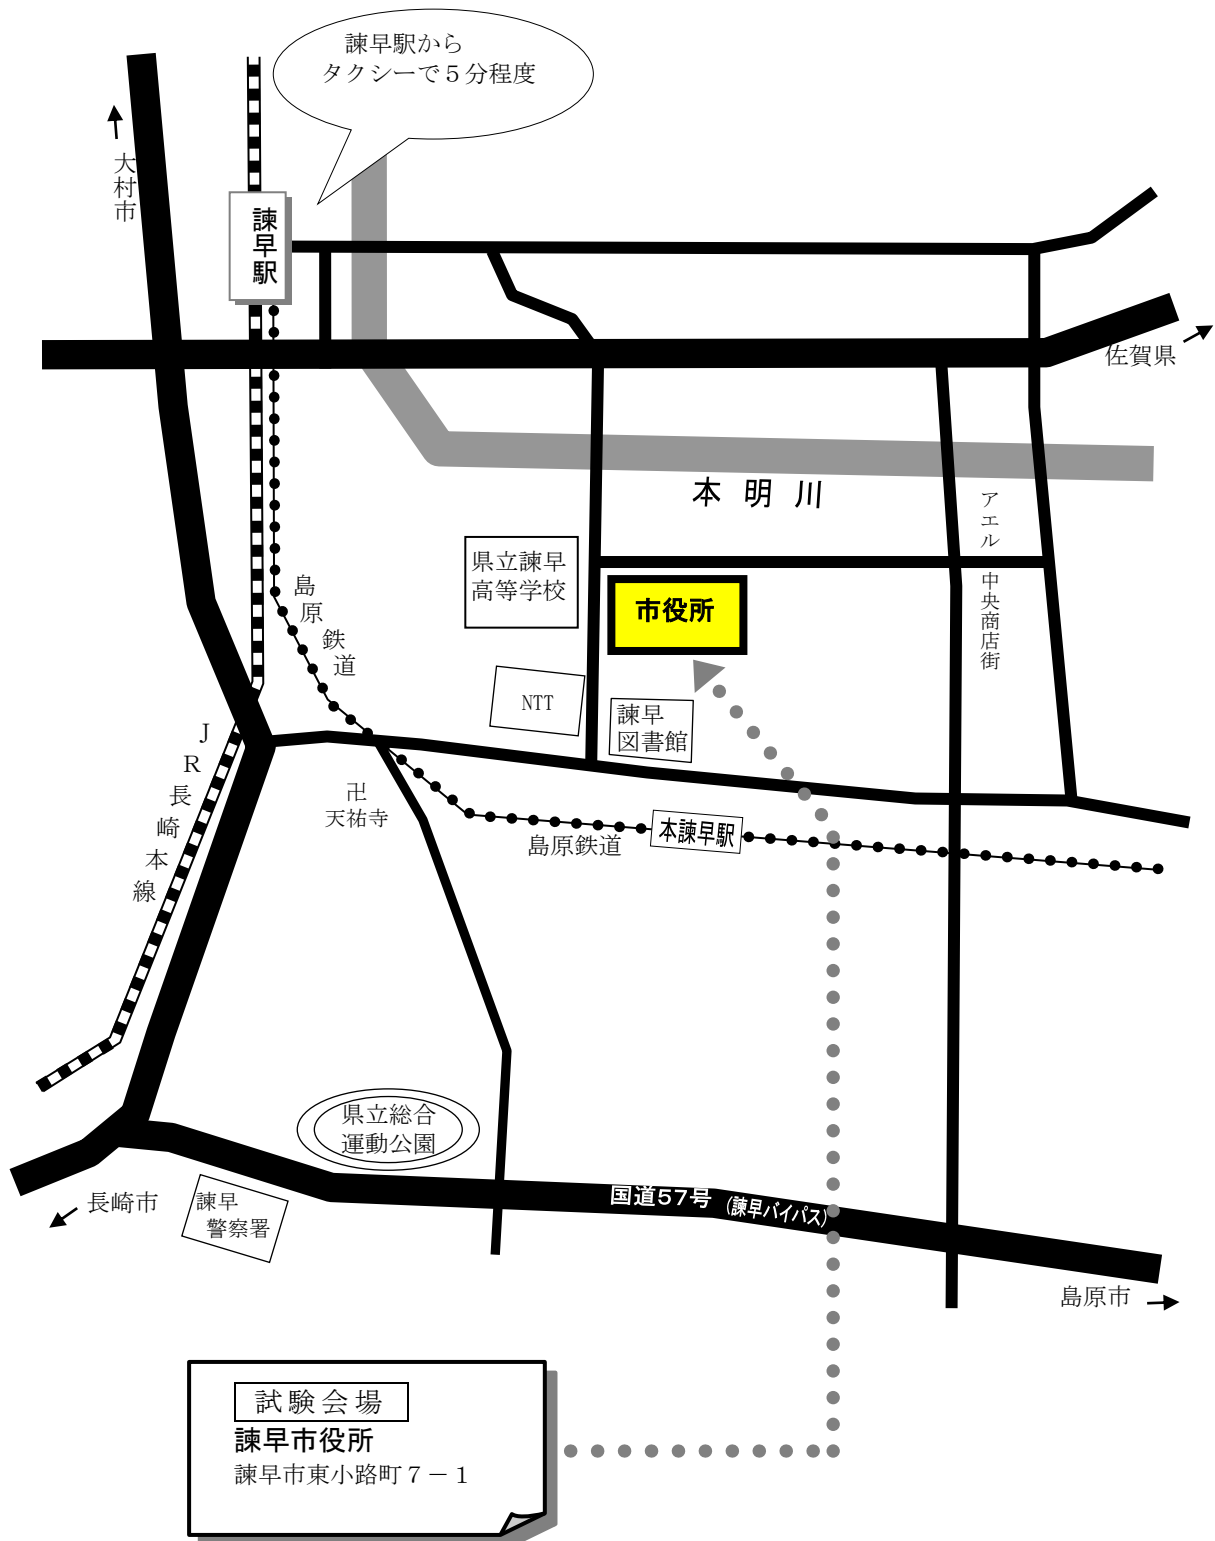 諫早駅から
タクシーで５分程度
大村市
諫早駅
佐賀県
本明川
アエル中央商店街
県立諫早
高等学校
市役所
島原鉄道
NTT
諫早
図書館
ＪＲ長崎本線
卍
天祐寺
島原鉄道
本諫早駅
県立総合
運動公園
長崎市
諫早
警察署
国道57号（諫早バイパス）
島原市
試験会場
諫早市役所
諫早市東小路町７－１